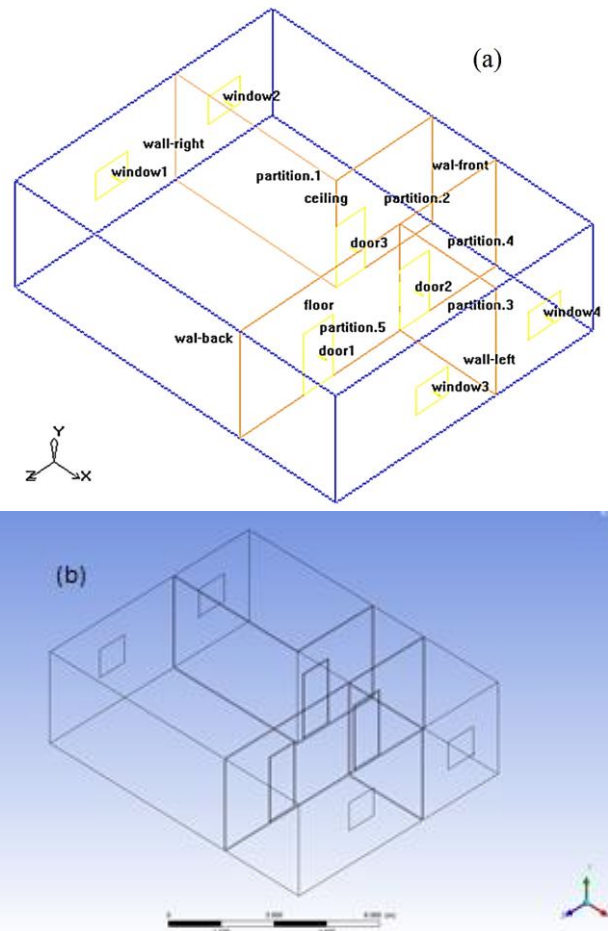 (a)
window2
wall-right
window1
partition.1
ceiling
wal-front
partition.2
door3
partition.4
door2
floor
partition.3
window4
partition.5
wal-back
door1
wall-left
window3
Y
Z
X
(b)